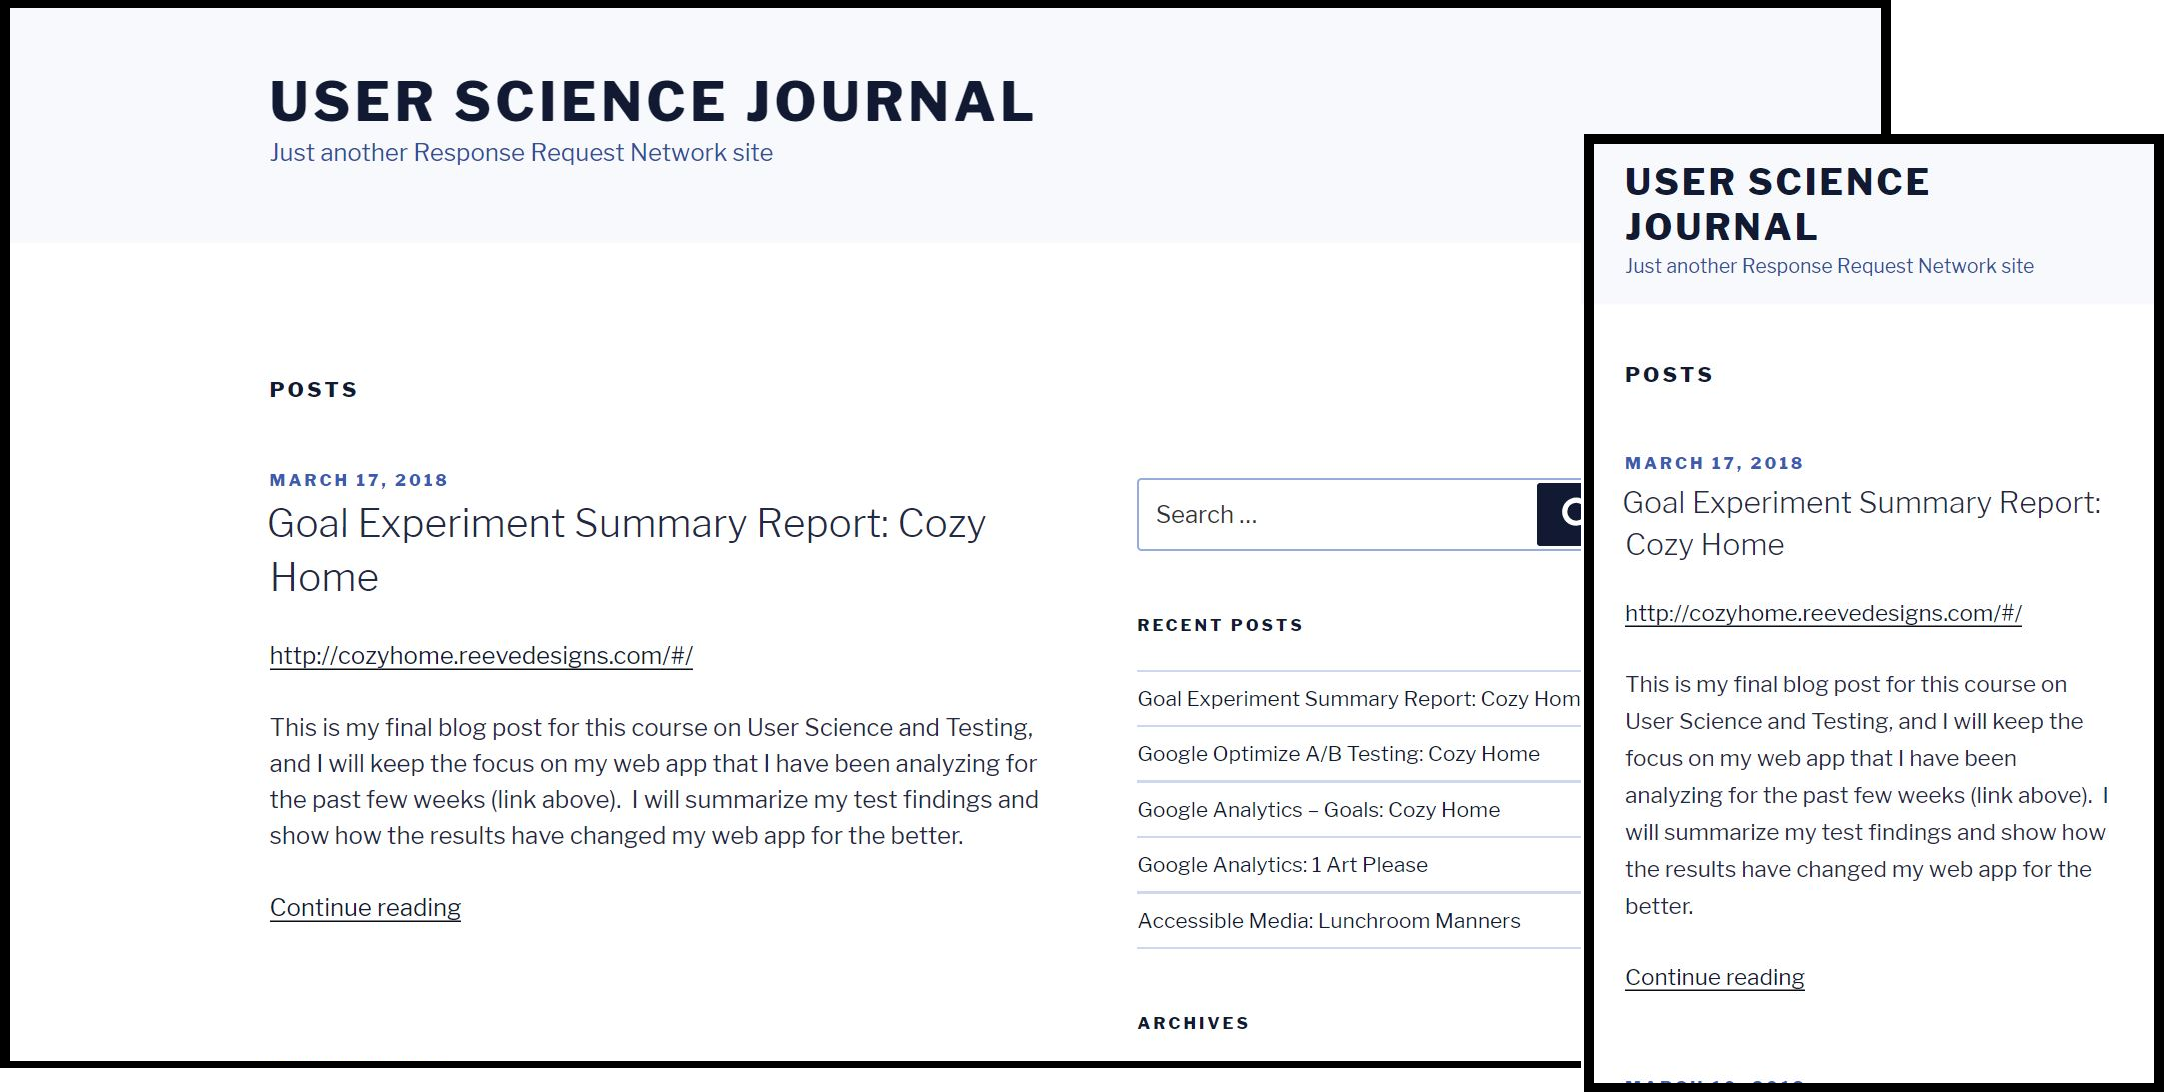 USER SCIENCE JOURNAL
Just another Response Request Network site
POSTS
MARCH 17, 2018
Goal Experiment Summary Report: Cozy
Home
http://cozyhome.reevedesigns.com/#/
This is my final blog post for this course on User Science and Testing,
and I will keep the focus on my web app that I have been analyzing for
the past few weeks (link above).  I will summarize my test findings and
show how the results have changed my web app for the better.
Continue reading
Search ...
RECENT POSTS
Goal Experiment Summary Report: Cozy Hom
Google Optimize A/B Testing: Cozy Home
Google Analytics – Goals: Cozy Home
Google Analytics: 1 Art Please
Accessible Media: Lunchroom Manners
ARCHIVES
USER SCIENCE
JOURNAL
Just another Response Request Network site
POSTS
MARCH 17, 2018
Goal Experiment Summary Report:
Cozy Home
http://cozyhome.reevedesigns.com/#/
This is my final blog post for this course on
User Science and Testing, and I will keep the
focus on my web app that I have been
analyzing for the past few weeks (link above).  I
will summarize my test findings and show how
the results have changed my web app for the
better.
Continue reading